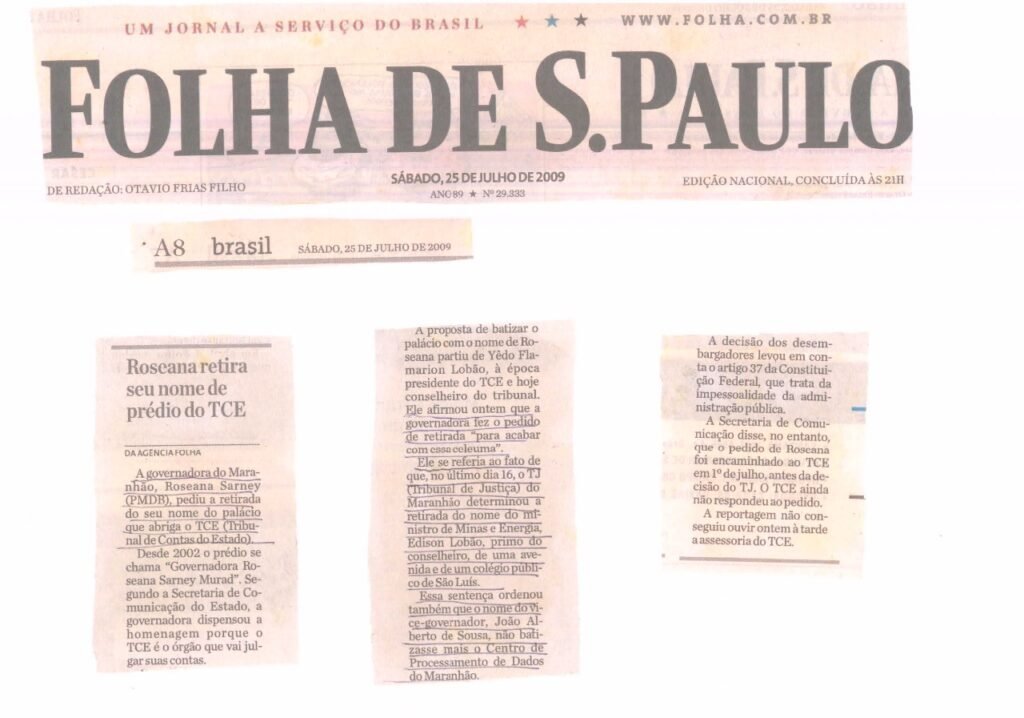 UM JORNAL A SERVIÇO DO BRASIL ★ ★ ★ WWW.FOLHA.COM.BR
FOLHA DE S.PAULO
DE REDAÇÃO: OTAVIO FRIAS FILHO
SÁBADO, 25 DE JULHO DE 2009
ANO 89 ★ Nº 29.333
EDIÇÃO NACIONAL, CONCLUÍDA ÀS 21H
A8 brasil SÁBADO, 25 DE JULHO DE 2009
Roseana retira
seu nome de
prédio do TCE
DA AGÊNCIA FOLHA
A governadora do Mara-
nhão, Roseana Sarney
(PMDB), pediu a retirada
do seu nome do palácio
que abriga o TCE (Tribu-
nal de Contas do Estado).
Desde 2002 o prédio se
chama “Governadora Ro-
seana Sarney Murad”. Se-
gundo a Secretaria de Co-
municação do Estado, a
governadora dispensou a
homenagem porque o
TCE é o órgão que vai jul-
gar suas contas.
A proposta de batizar o
palácio com o nome de Ro-
seana partiu de Yêdo Fla-
marion Lobão, à época
presidente do TCE e hoje
conselheiro do tribunal.
Ele afirmou ontem que a
governadora fez o pedido
de retirada “para acabar
com essa celeuma”.
Ele se referia ao fato de
que, no último dia 16, o TJ
(Tribunal de Justiça) do
Maranhão determinou a
retirada do nome do mi-
nistro de Minas e Energia,
Edison Lobão, primo do
conselheiro, de uma ave-
nida e de um colégio públi-
co de São Luís.
Essa sentença ordenou
também que o nome do vi-
ce-governador, João Al-
berto de Sousa, não bati-
zasse mais o Centro de
Processamento de Dados
do Maranhão.
A decisão dos desem-
bargadores levou em con-
ta o artigo 37 da Constitui-
ção Federal, que trata da
impessoalidade da admi-
nistração pública.
A Secretaria de Comu-
nicação disse, no entanto,
que o pedido de Roseana
foi encaminhado ao TCE
em 1º de julho, antes da de-
cisão do TJ. O TCE ainda
não respondeu ao pedido.
A reportagem não con-
seguiu ouvir ontem à tarde
a assessoria do TCE.